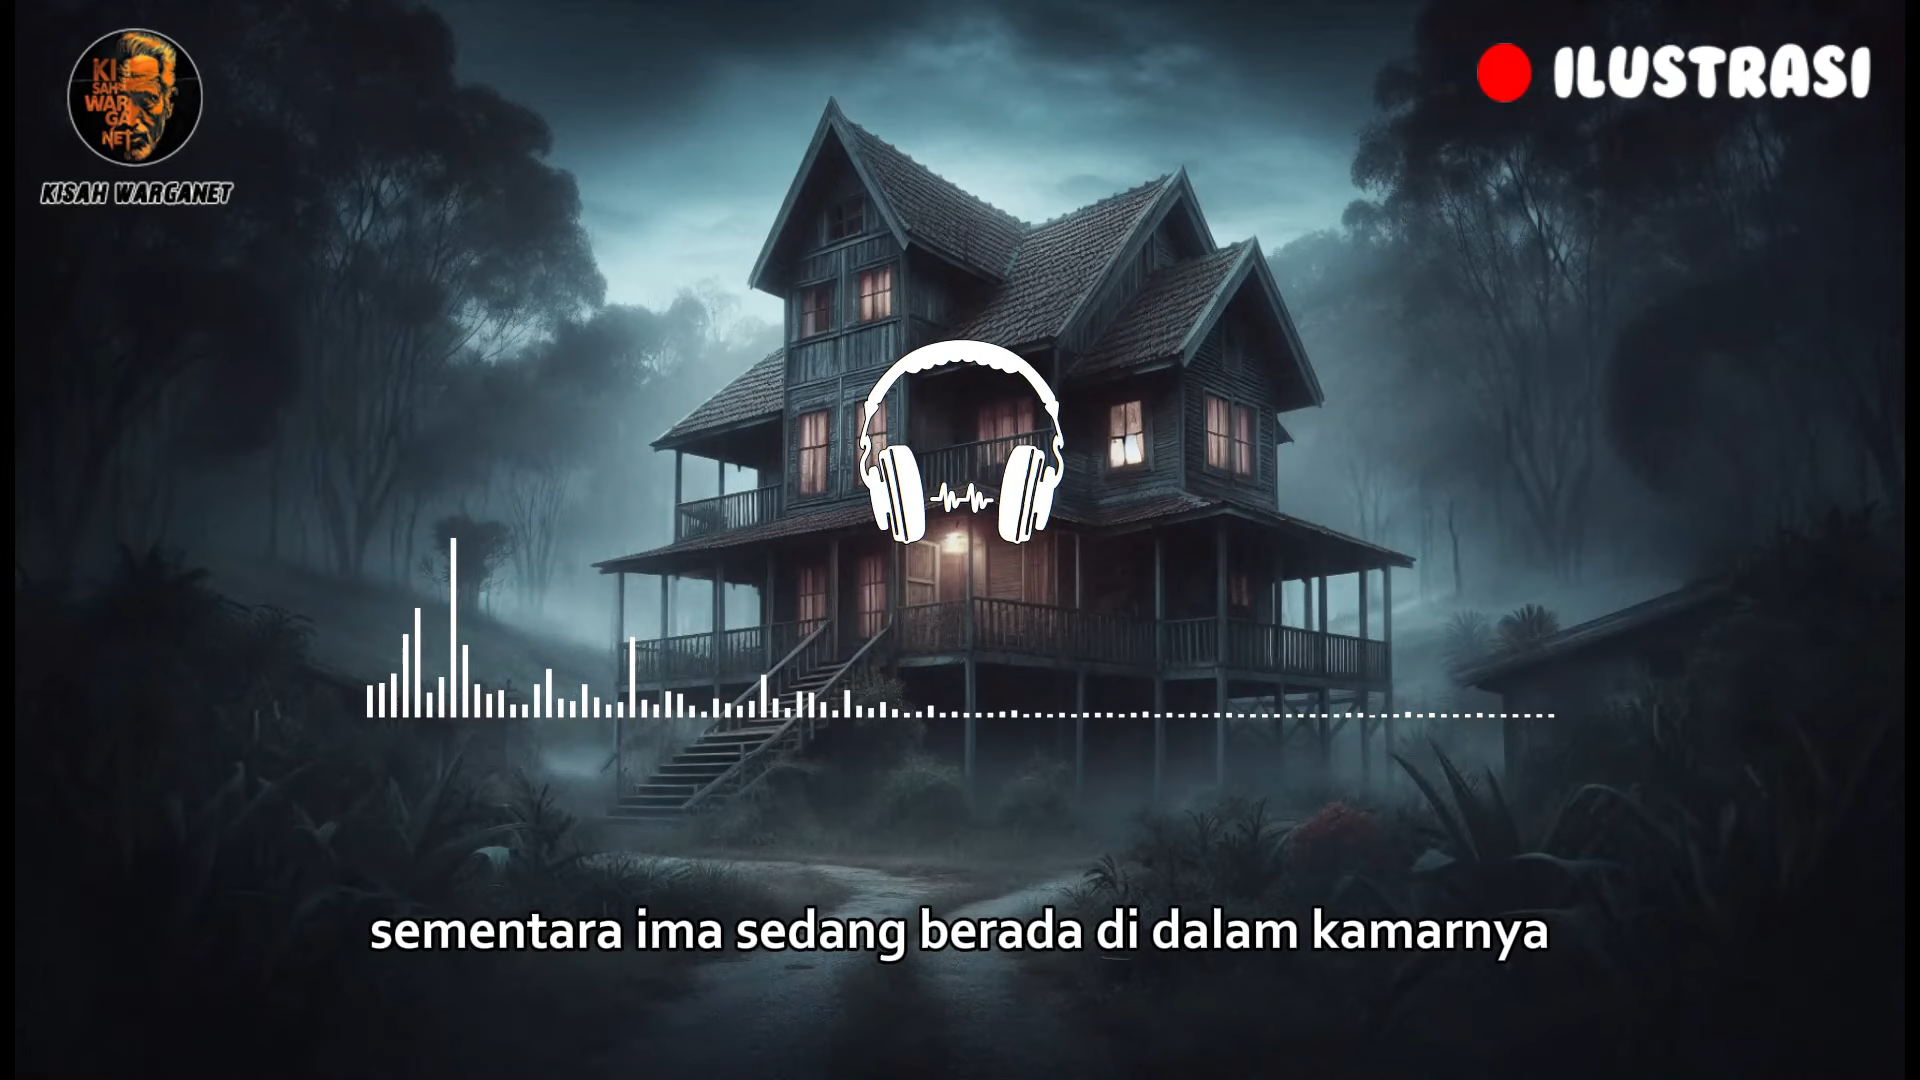 KI
SAH
WAR
GA
NET
KISAH WARGANET
ILUSTRASI
sementara ima sedang berada di dalam kamarnya